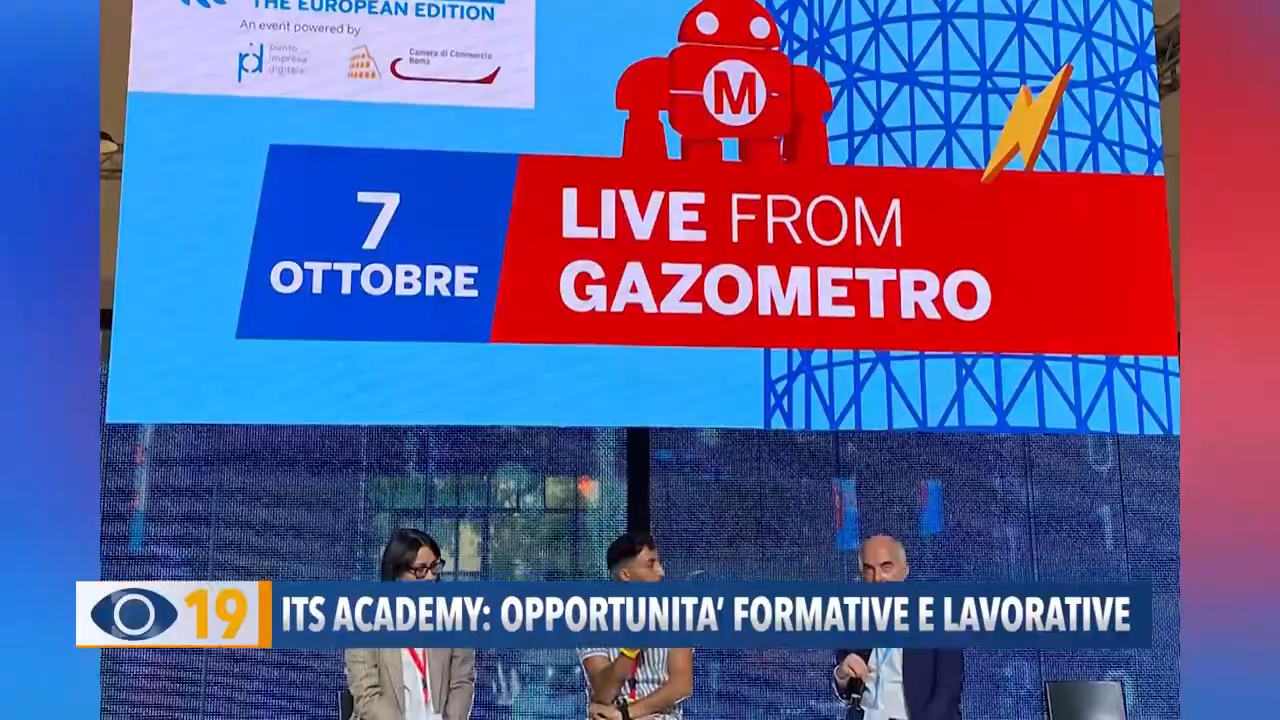 THE EUROPEAN EDITION
An event powered by
pid
punto
impresa
digitale
Camera di Commercio
Roma
M
7
OTTOBRE
LIVE FROM
GAZOMETRO
19
ITS ACADEMY: OPPORTUNITA’ FORMATIVE E LAVORATIVE